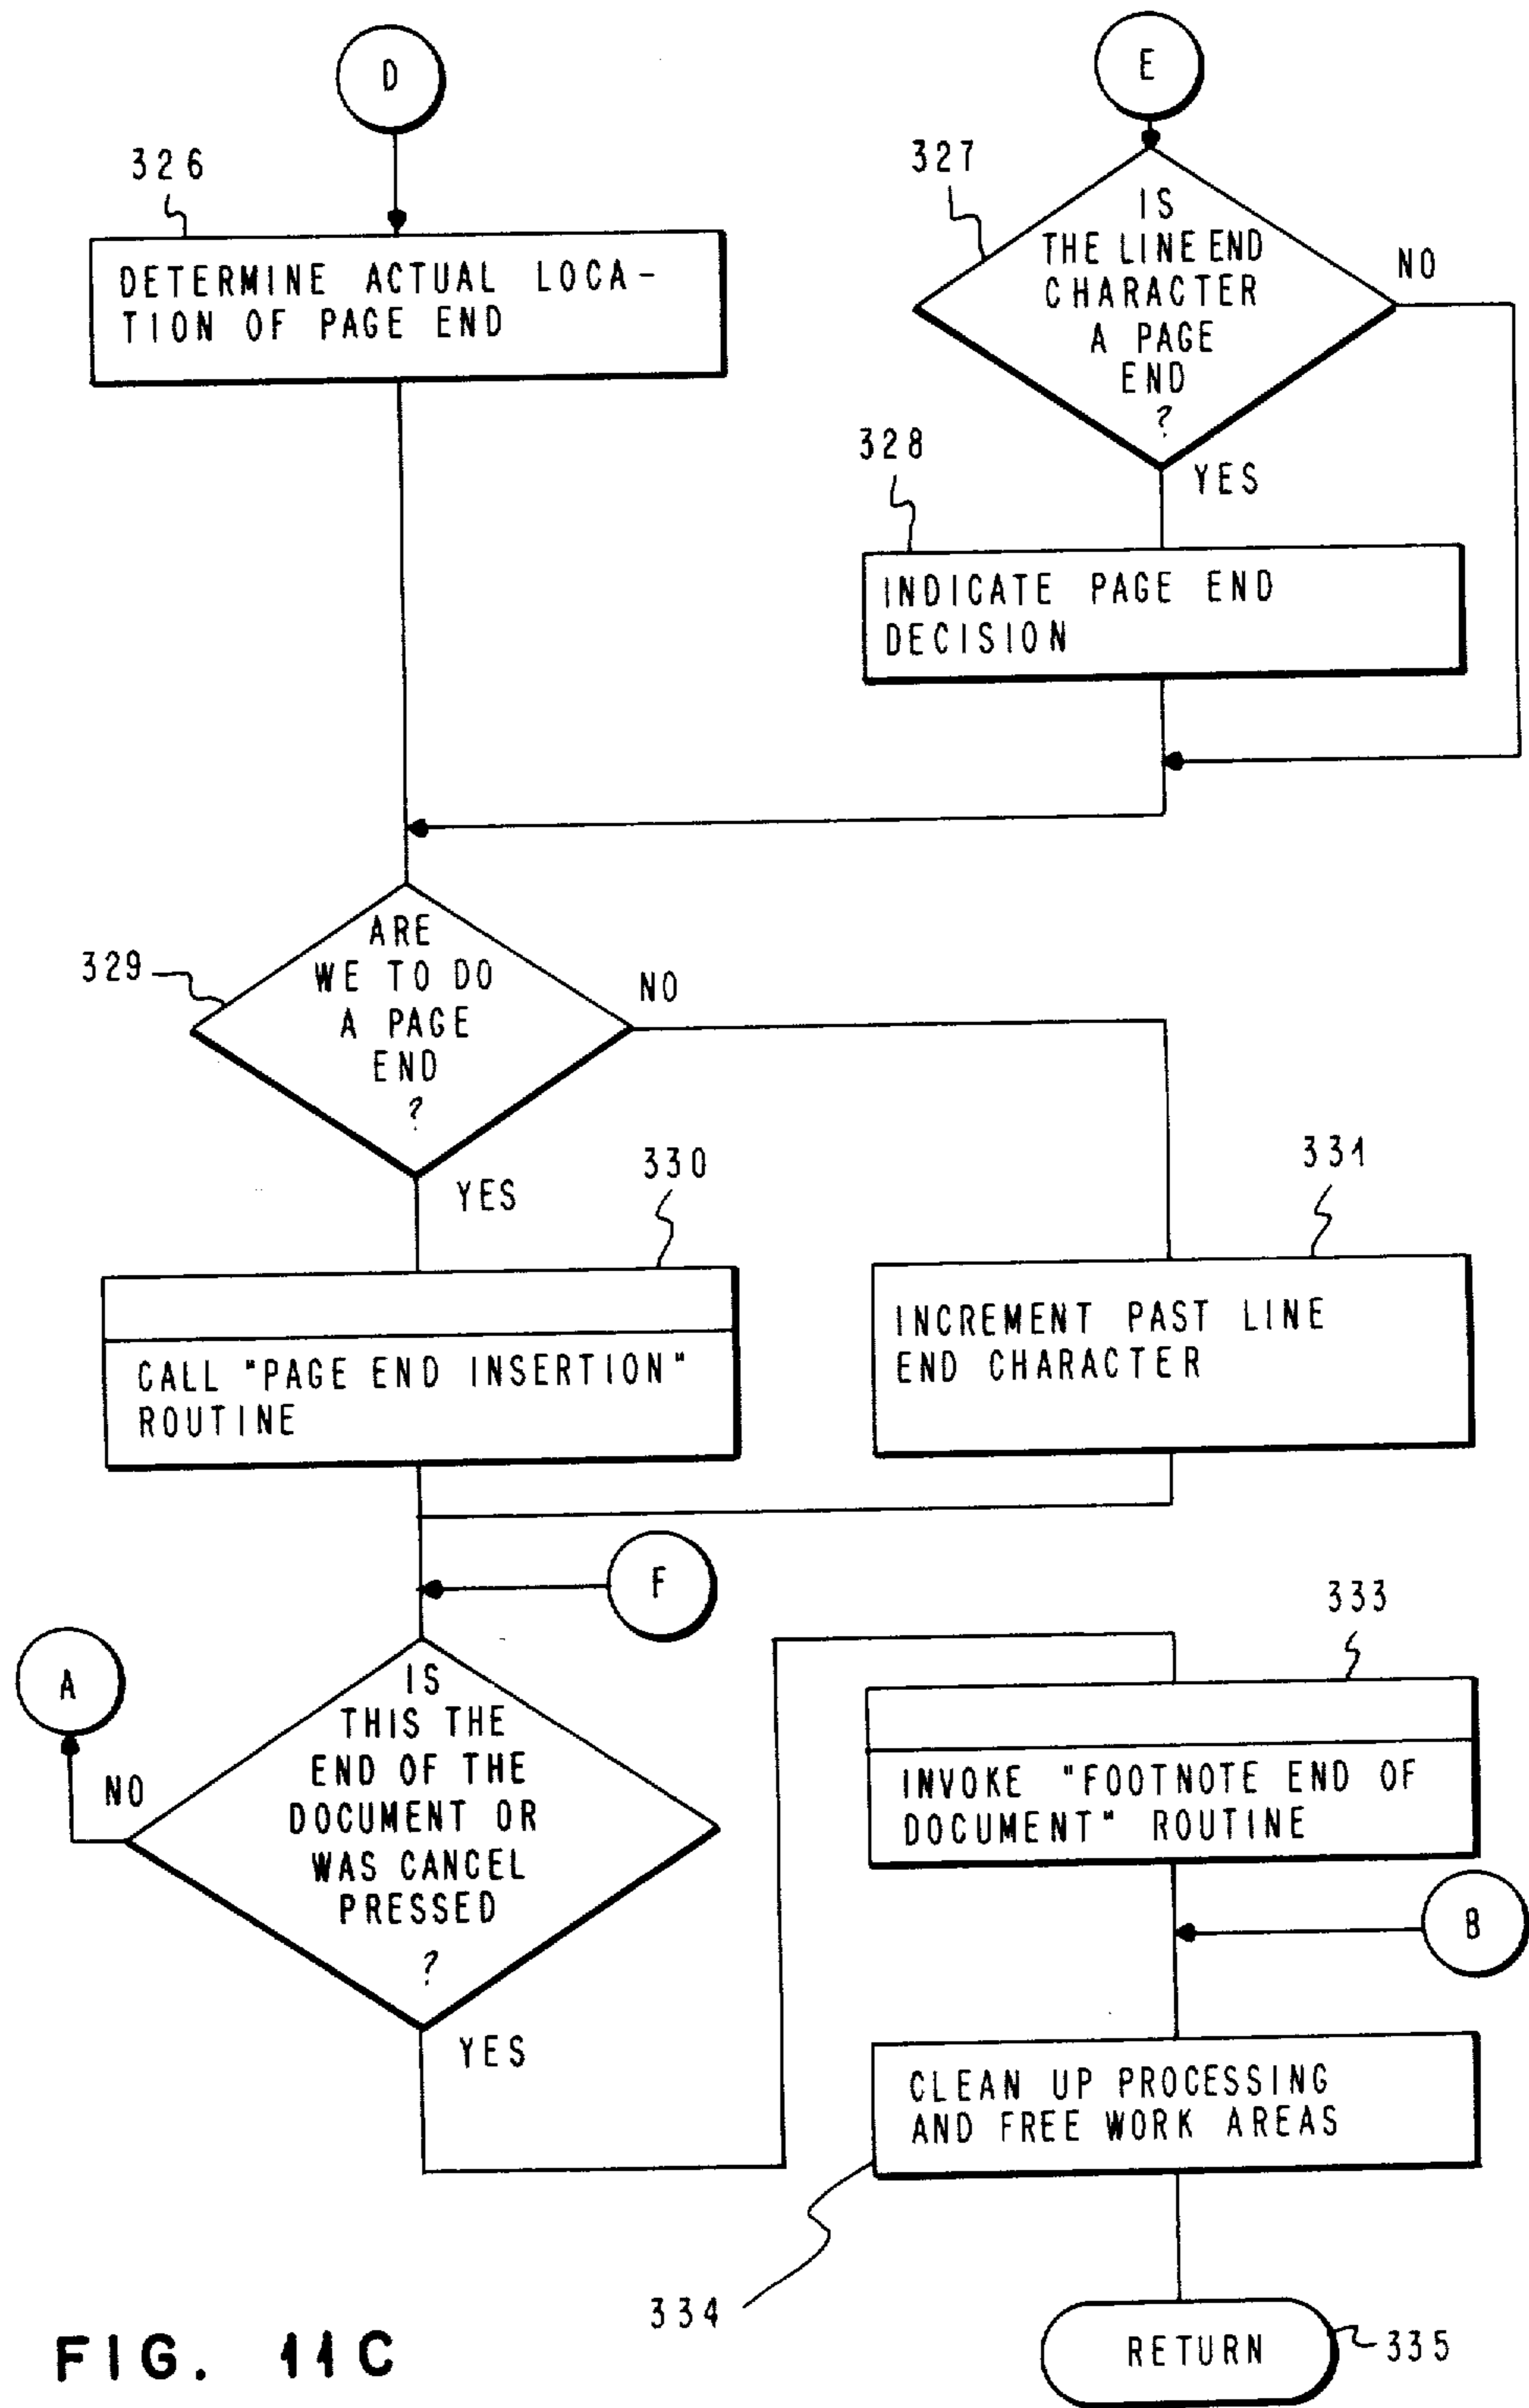 D
326
DETERMINE ACTUAL LOCA-
TION OF PAGE END
E
327
IS
THE LINE END
CHARACTER
A PAGE
END
?
NO
YES
328
INDICATE PAGE END
DECISION
329
ARE
WE TO DO
A PAGE
END
?
NO
YES
330
CALL "PAGE END INSERTION"
ROUTINE
331
INCREMENT PAST LINE
END CHARACTER
F
A
NO
IS
THIS THE
END OF THE
DOCUMENT OR
WAS CANCEL
PRESSED
?
YES
333
INVOKE "FOOTNOTE END OF
DOCUMENT" ROUTINE
B
CLEAN UP PROCESSING
AND FREE WORK AREAS
334
RETURN
335
FIG. 11C